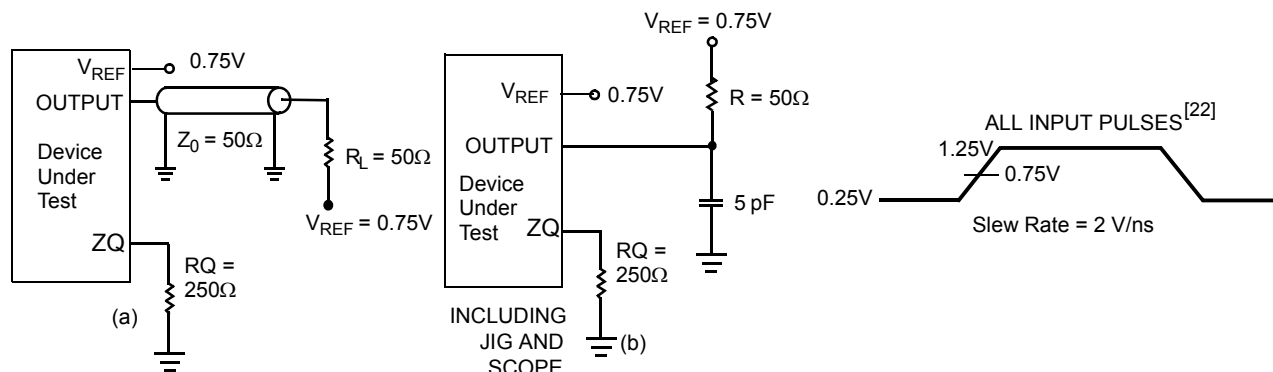 V_REF 0.75V
OUTPUT
Z_0 = 50Ω
Device
Under
Test
R_L = 50Ω
V_REF = 0.75V
ZQ
RQ =
250Ω
(a)
V_REF = 0.75V
R = 50Ω
V_REF 0.75V
OUTPUT
Device
Under
Test
5 pF
ZQ
RQ =
250Ω
INCLUDING
JIG AND
SCOPE
(b)
ALL INPUT PULSES[22]
1.25V
0.75V
0.25V
Slew Rate = 2 V/ns